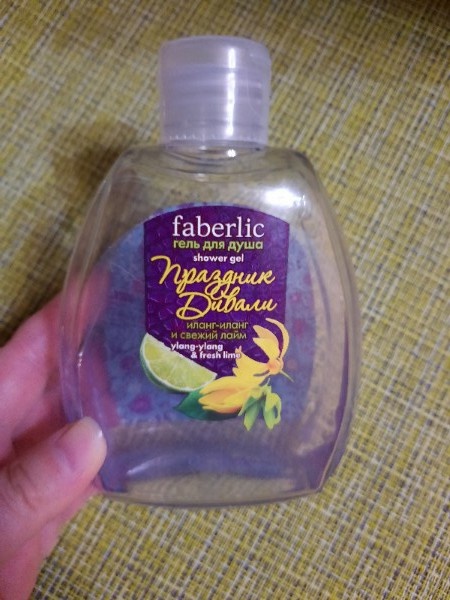 faberlic
гель для душа
shower gel
Праздник
Дивали
иланг-иланг
и свежий лайм
ylang-ylang
& fresh lime